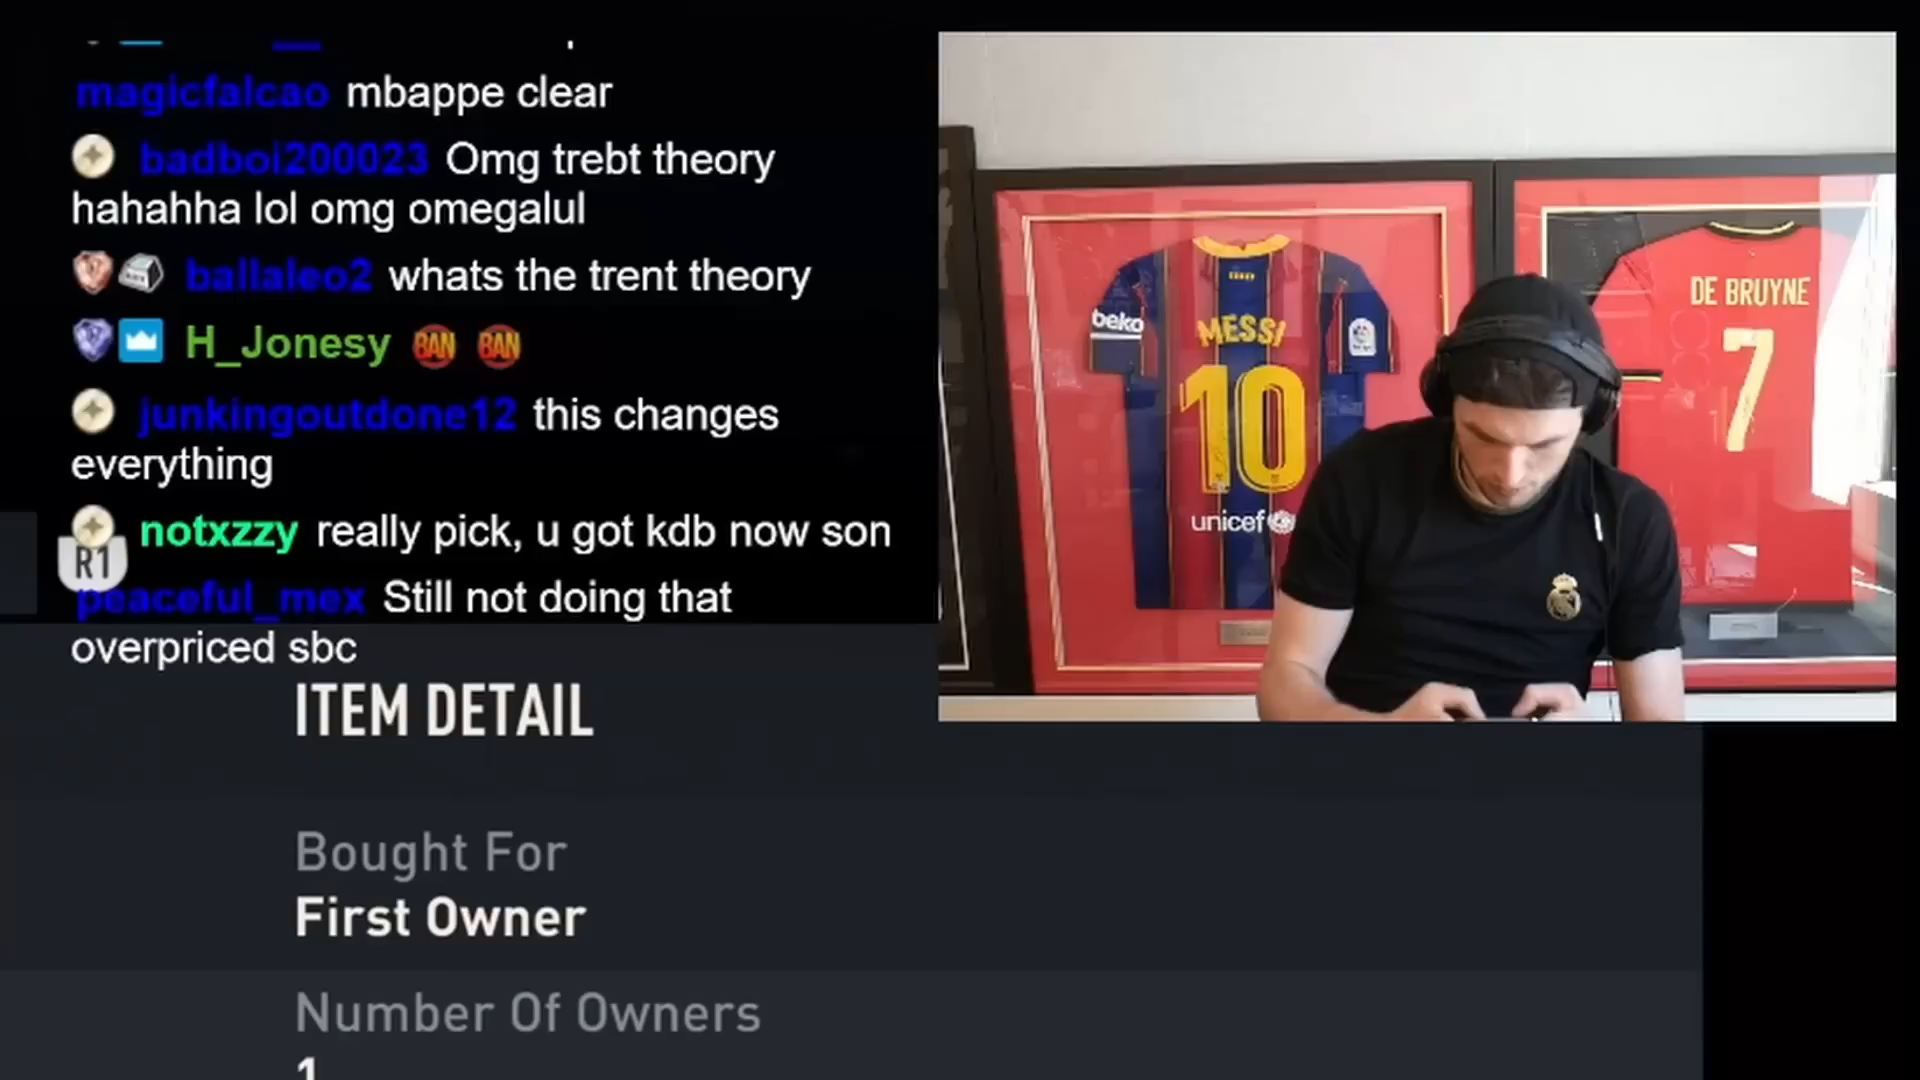 magicfalcao mbappe clear
badboi200023 Omg trebt theory
hahahha lol omg omegalul
ballaleo2 whats the trent theory
H_Jonesy BAN BAN
junkingoutdone12 this changes
everything
notxzzy really pick, u got kdb now son
R1
peaceful_mex Still not doing that
overpriced sbc
ITEM DETAIL
Bought For
First Owner
Number Of Owners
1
beko
MESSI
10
unicef
DE BRUYNE
7